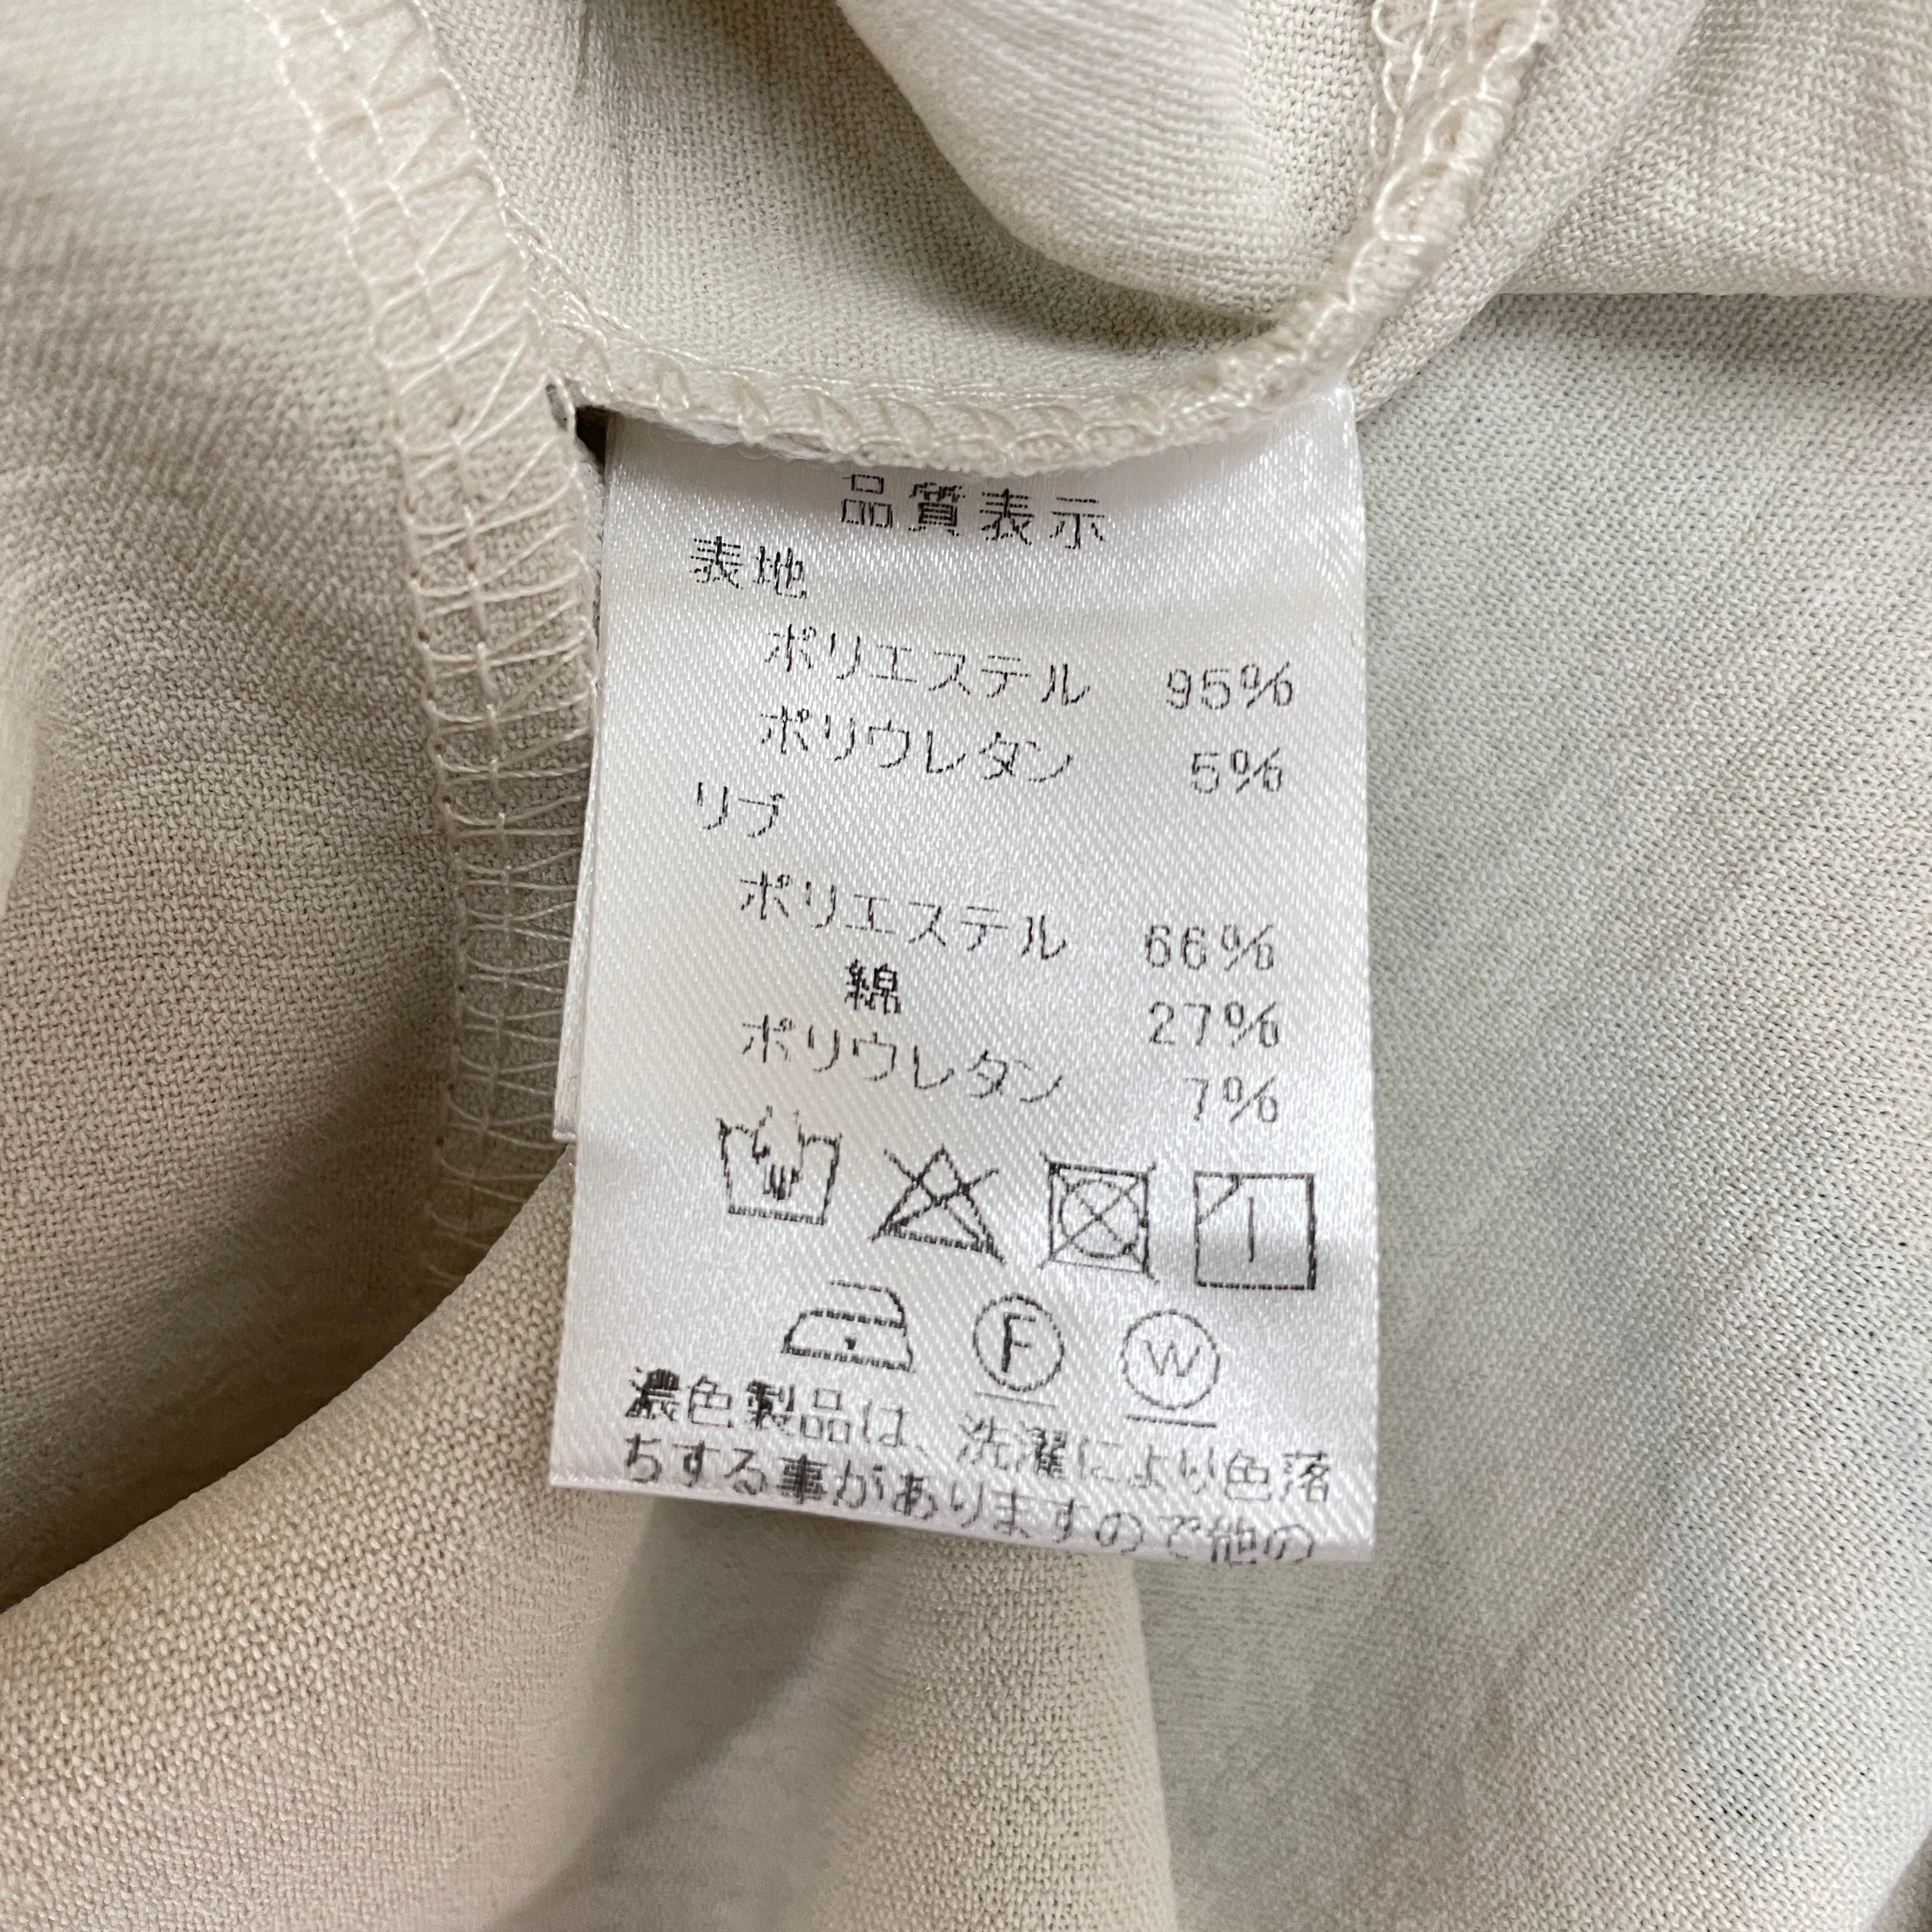 品質表示
表地
ポリエステル 95%
ポリウレタン 5%
リブ
ポリエステル 66%
綿 27%
ポリウレタン 7%
F W
濃色製品は、洗濯により色落
ちする事がありますので他の